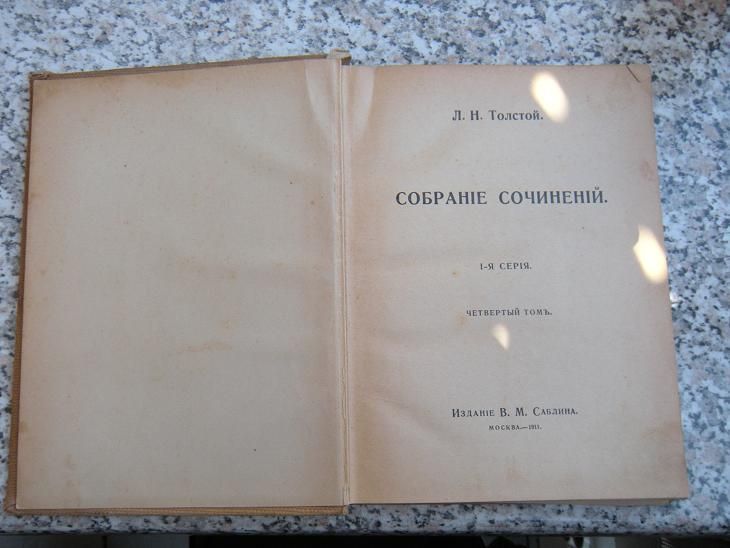 Л. Н. Толстой.
СОБРАНІЕ СОЧИНЕНІЙ.
1-Я СЕРІЯ.
ЧЕТВЕРТЫЙ ТОМЪ.
Изданіе В. М. Саблина.
МОСКВА.—1911.